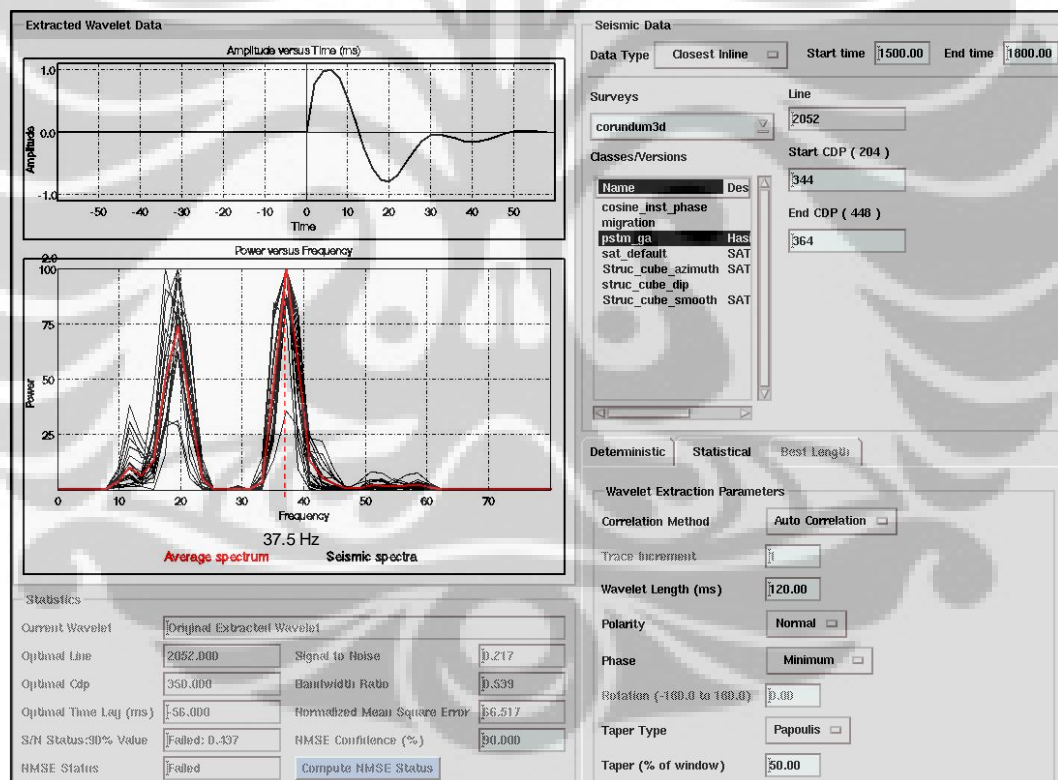 Extracted Wavelet Data
Amplitude versus Time (ms)
1.0
0.0
-1.0
Amplitude
-50 -40 -30 -20 -10 0 10 20 30 40 50
Time
Power versus Frequency
2.0
100
75
50
25
Power
0 10 20 30 40 50 60 70
Frequency
37.5 Hz
Average spectrum Seismic spectra
Statistics
Current Wavelet Original Extracted Wavelet
Optimal Line 2052.000 Signal to Noise 0.217
Optimal Cdp 350.000 Bandwidth Ratio 0.539
Optimal Time Lag (ms) -56.000 Normalized Mean Square Error 66.517
S/N Status:90% Value Failed: 0.437 NMSE Confidence (%) 90.000
NMSE Status Failed Compute NMSE Status
Seismic Data
Data Type Closest Inline Start time 1500.00 End time 1800.00
Surveys
corundum3d
Line
2052
Start CDP ( 204 )
344
End CDP ( 448 )
364
Classes/Versions
Name Des
cosine_inst_phase
migration
pstm_ga Has
sat_default SAT
Struc_cube_azimuth SAT
struc_cube_dip
Struc_cube_smooth SAT
Deterministic Statistical Best Length
Wavelet Extraction Parameters
Correlation Method Auto Correlation
Trace Increment 1
Wavelet Length (ms) 120.00
Polarity Normal
Phase Minimum
Rotation (-180.0 to 180.0) 0.00
Taper Type Papoulis
Taper (% of window) 50.00